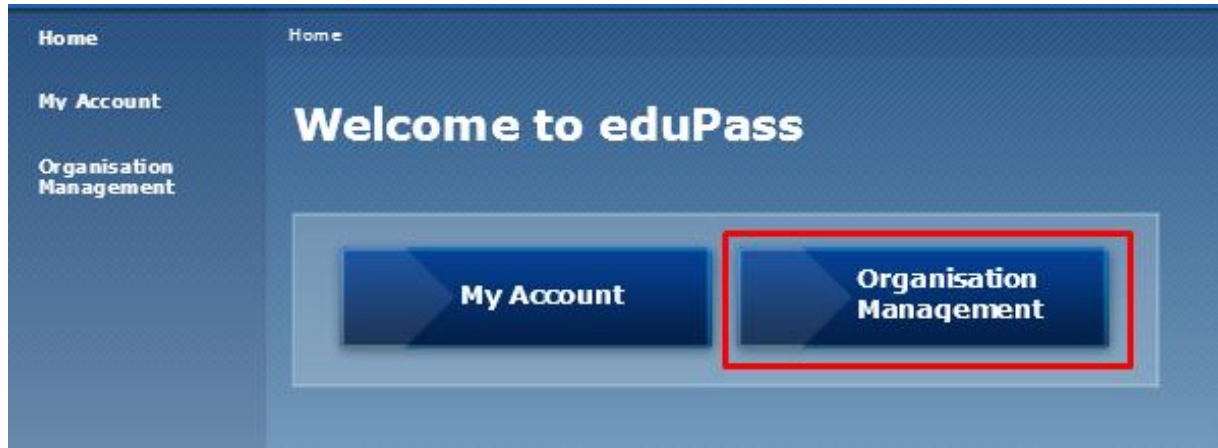 Home
My Account
Organisation
Management
Home
Welcome to eduPass
My Account
Organisation
Management